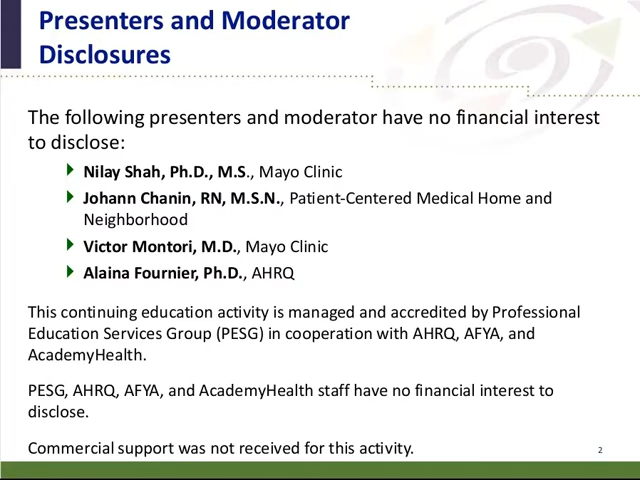 Presenters and Moderator
Disclosures
The following presenters and moderator have no financial interest
to disclose:
Nilay Shah, Ph.D., M.S., Mayo Clinic
Johann Chanin, RN, M.S.N., Patient-Centered Medical Home and
Neighborhood
Victor Montori, M.D., Mayo Clinic
Alaina Fournier, Ph.D., AHRQ
This continuing education activity is managed and accredited by Professional
Education Services Group (PESG) in cooperation with AHRQ, AFYA, and
AcademyHealth.
PESG, AHRQ, AFYA, and AcademyHealth staff have no financial interest to
disclose.
Commercial support was not received for this activity.
2